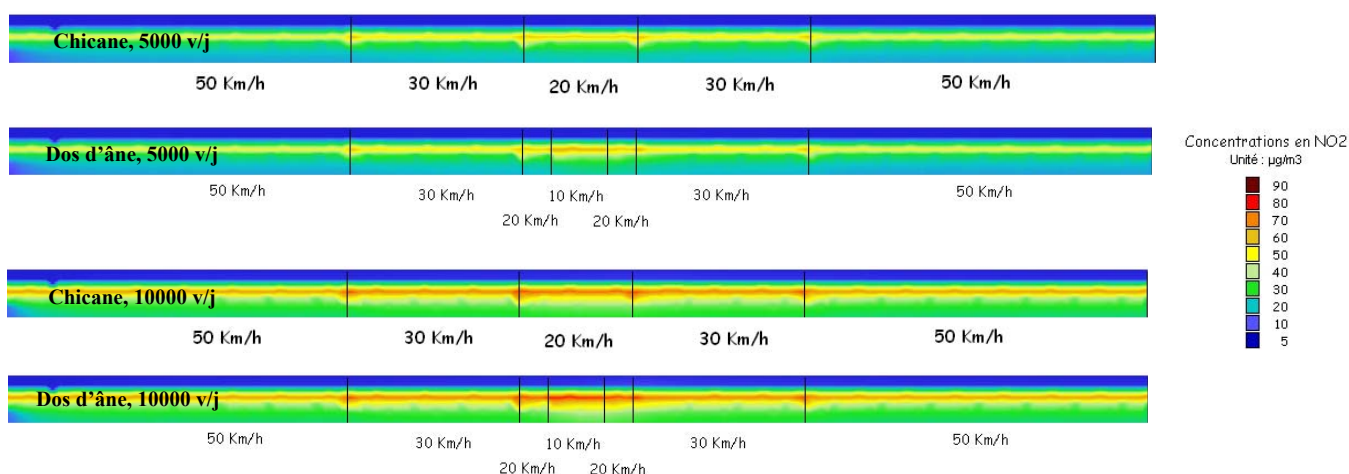 Chicane, 5000 v/j
50 Km/h 30 Km/h 20 Km/h 30 Km/h 50 Km/h
Dos d'âne, 5000 v/j
50 Km/h 30 Km/h 10 Km/h 30 Km/h 50 Km/h
20 Km/h 20 Km/h
Chicane, 10000 v/j
50 Km/h 30 Km/h 20 Km/h 30 Km/h 50 Km/h
Dos d'âne, 10000 v/j
50 Km/h 30 Km/h 10 Km/h 30 Km/h 50 Km/h
20 Km/h 20 Km/h
Concentrations en NO2
Unité : µg/m3
90
80
70
60
50
40
30
20
10
5